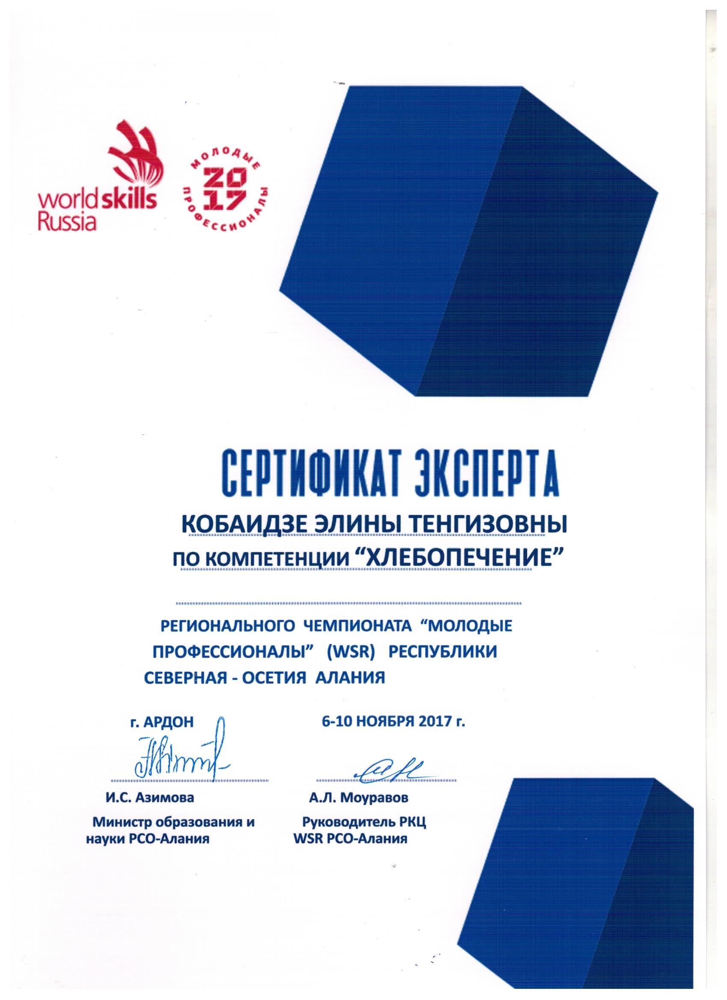 worldskills
Russia
МОЛОДЫЕ
2017
ПРОФЕССИОНАЛЫ
СЕРТИФИКАТ ЭКСПЕРТА
КОБАИДЗЕ ЭЛИНЫ ТЕНГИЗОВНЫ
ПО КОМПЕТЕНЦИИ “ХЛЕБОПЕЧЕНИЕ”
РЕГИОНАЛЬНОГО ЧЕМПИОНАТА “МОЛОДЫЕ
ПРОФЕССИОНАЛЫ” (WSR) РЕСПУБЛИКИ
СЕВЕРНАЯ - ОСЕТИЯ АЛАНИЯ
г. АРДОН 6-10 НОЯБРЯ 2017 г.
И.С. Азимова А.Л. Моуравов
Министр образования и Руководитель РКЦ
науки РСО-Алания WSR РСО-Алания